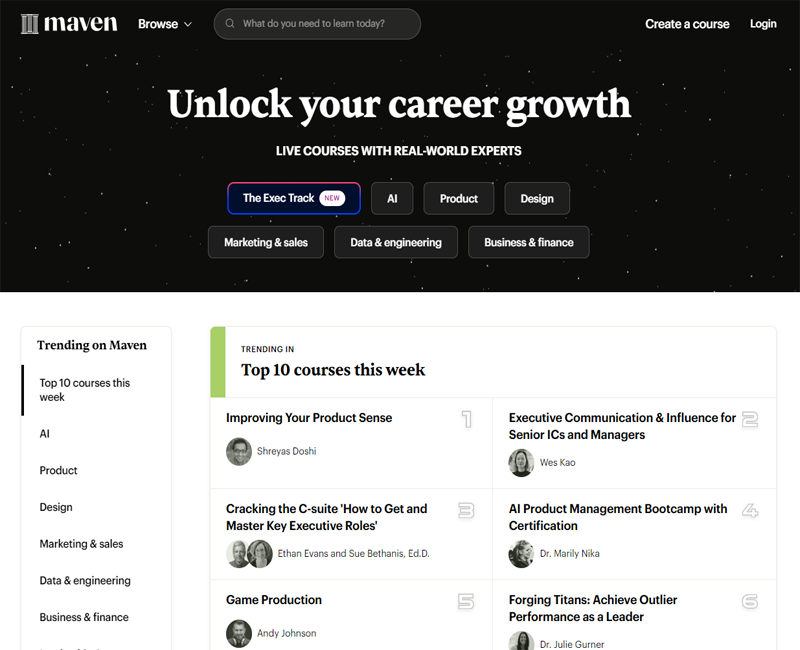 maven
Browse
What do you need to learn today?
Create a course
Login
Unlock your career growth
LIVE COURSES WITH REAL-WORLD EXPERTS
The Exec Track NEW
AI
Product
Design
Marketing & sales
Data & engineering
Business & finance
Trending on Maven
Top 10 courses this
week
AI
Product
Design
Marketing & sales
Data & engineering
Business & finance
TRENDING IN
Top 10 courses this week
Improving Your Product Sense
1
Shreyas Doshi
Executive Communication & Influence for
Senior ICs and Managers
2
Wes Kao
Cracking the C-suite 'How to Get and
Master Key Executive Roles'
3
Ethan Evans and Sue Bethanis, Ed.D.
AI Product Management Bootcamp with
Certification
4
Dr. Marily Nika
Game Production
5
Andy Johnson
Forging Titans: Achieve Outlier
Performance as a Leader
6
Dr. Julie Gurner